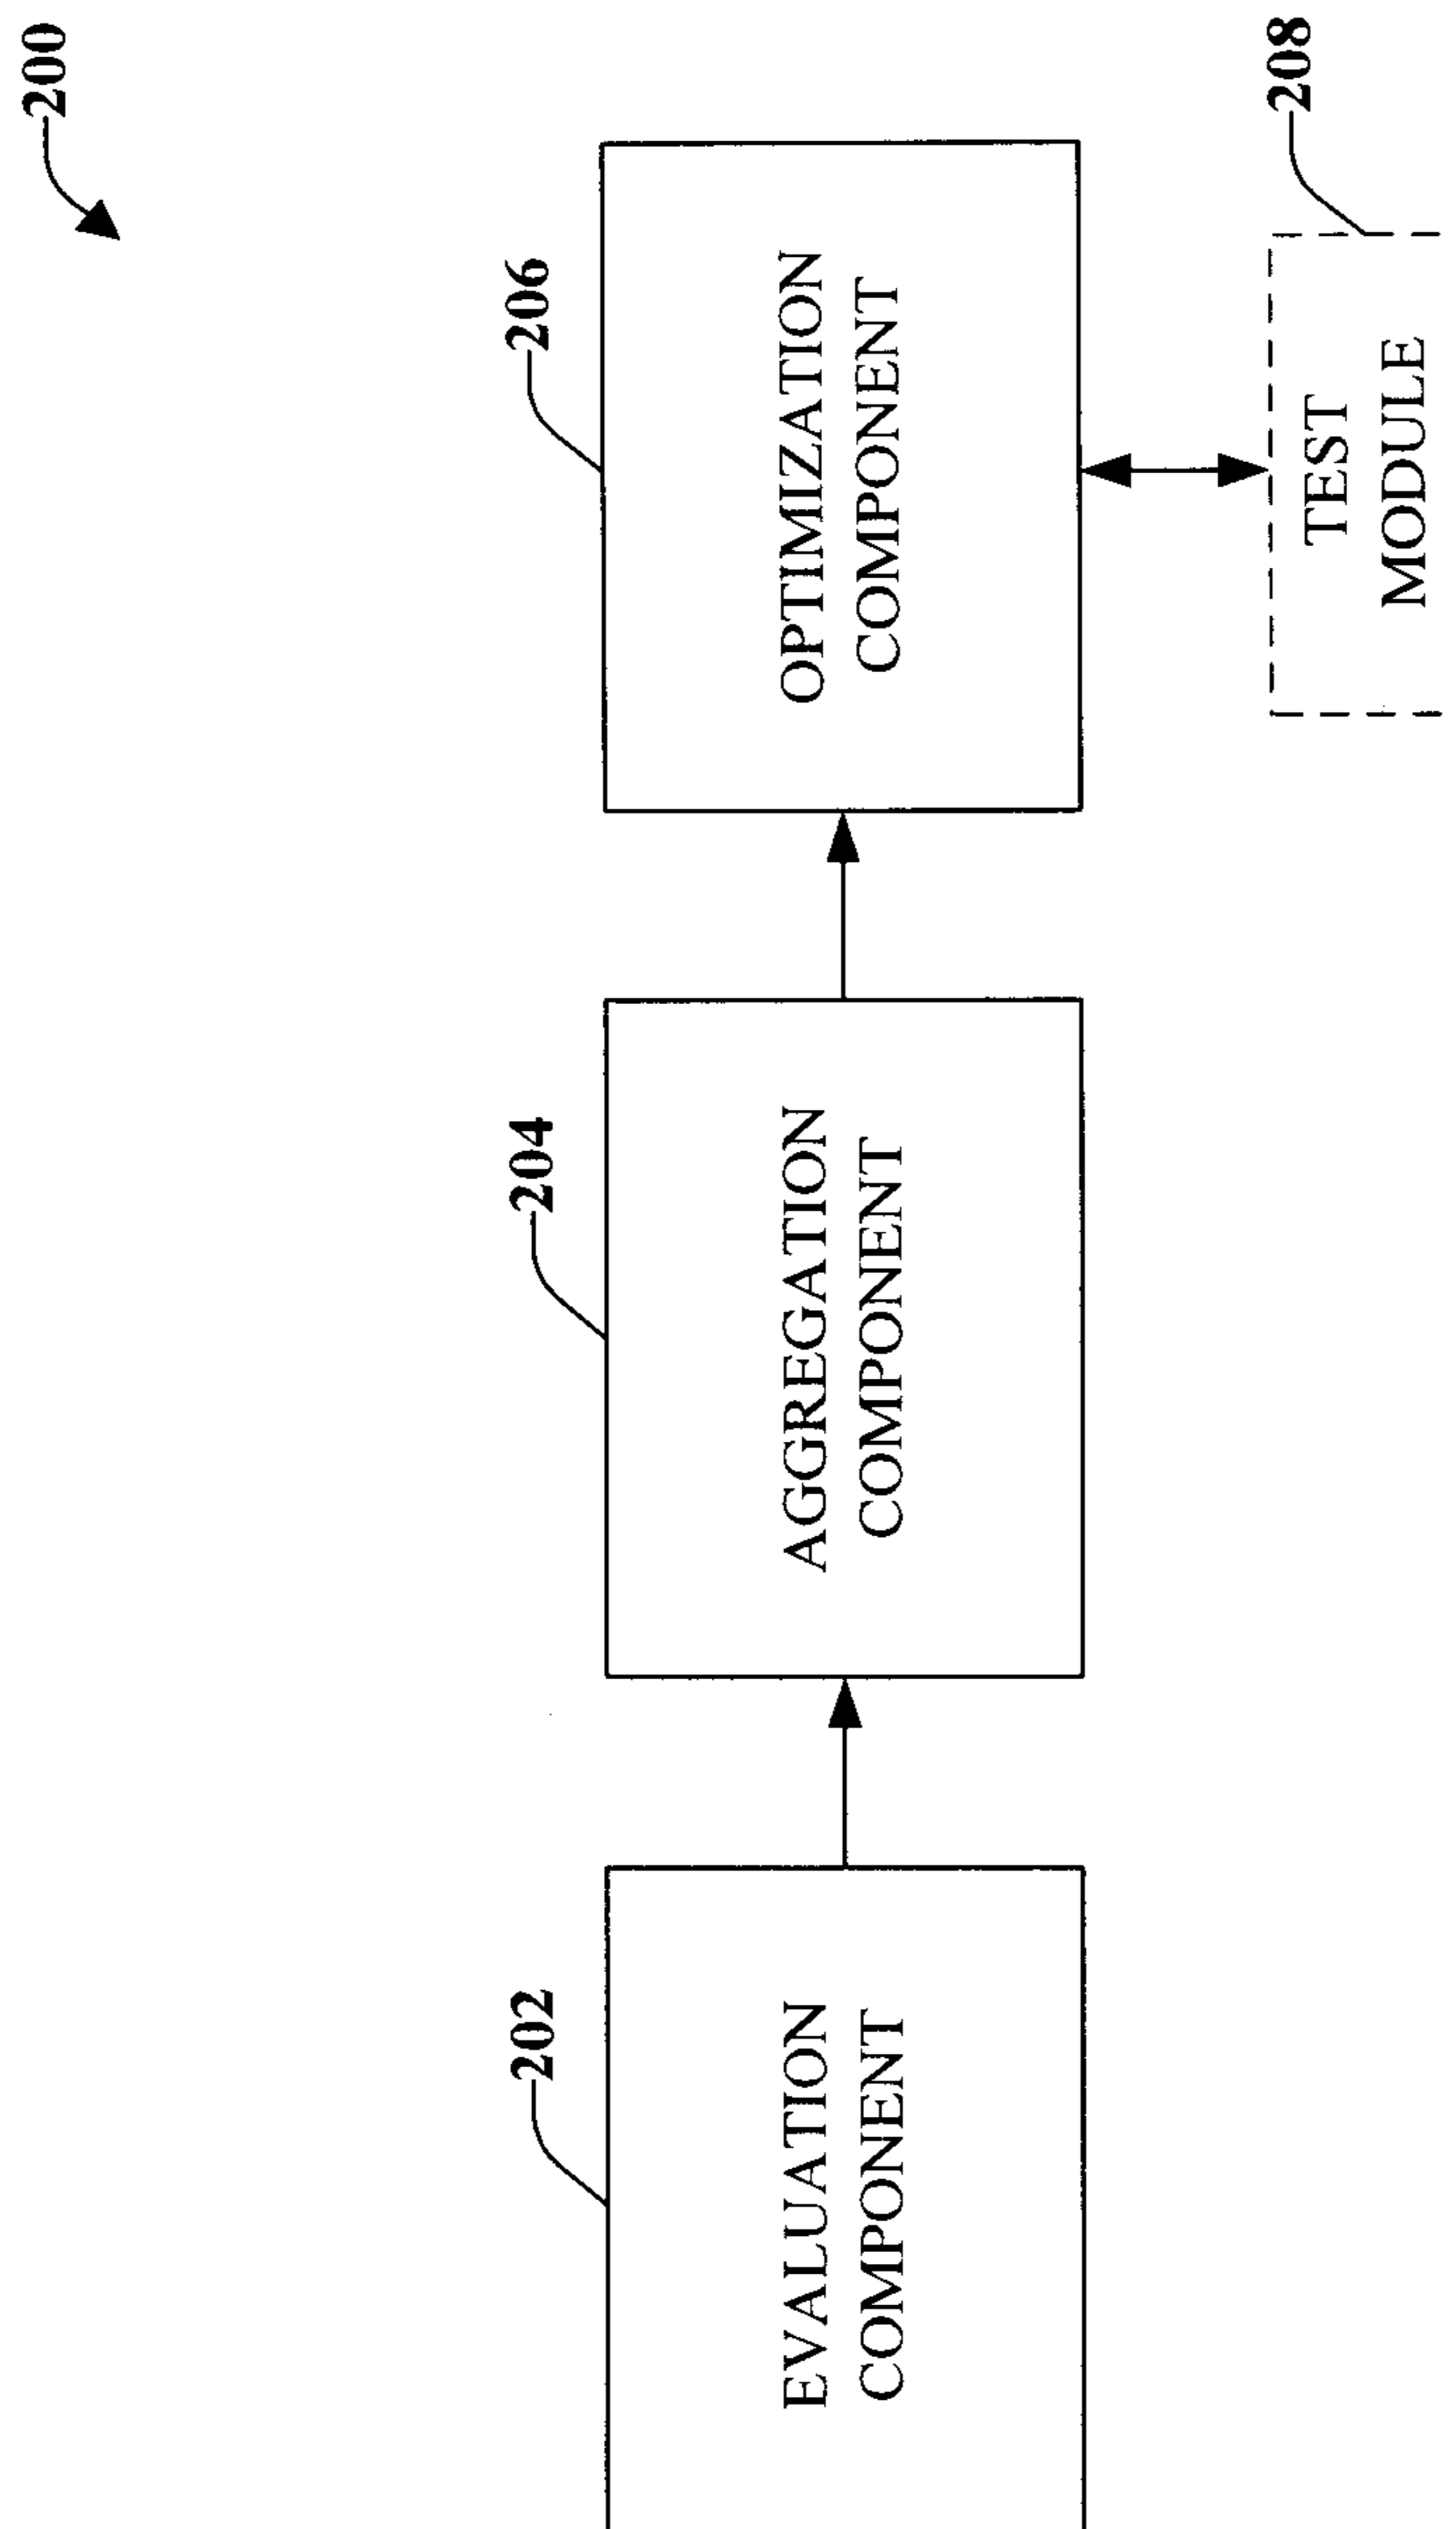 200
202
EVALUATION
COMPONENT
204
AGGREGATION
COMPONENT
206
OPTIMIZATION
COMPONENT
208
TEST
MODULE